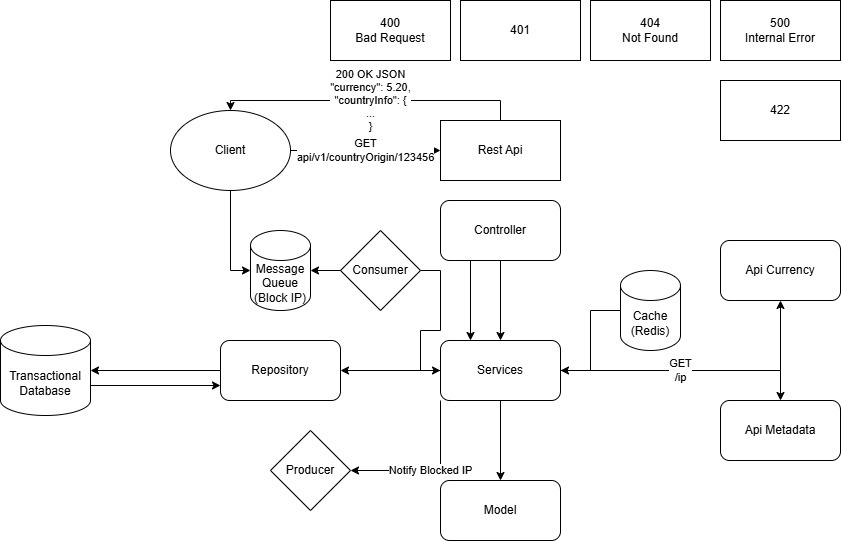 400
Bad Request
401
404
Not Found
500
Internal Error
422
200 OK JSON
"currency": 5.20,
"countryInfo": {
...
}
Client
GET
api/v1/countryOrigin/123456
Rest Api
Controller
Message
Queue
(Block IP)
Consumer
Api Currency
Cache
(Redis)
Transactional
Database
Repository
Services
GET
/ip
Api Metadata
Producer
Notify Blocked IP
Model